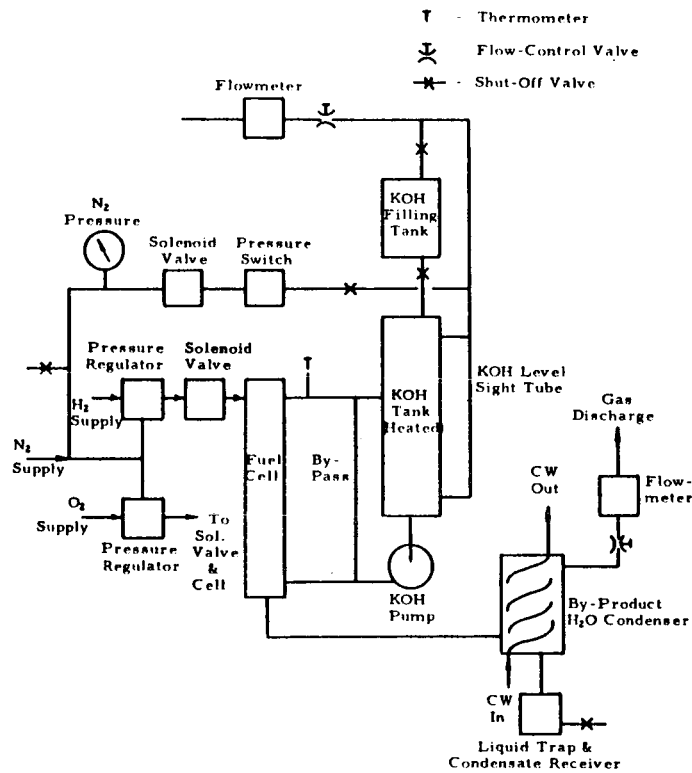 - Thermometer
- Flow-Control Valve
- Shut-Off Valve
Flowmeter
KOH
Filling
Tank
N₂
Pressure
Solenoid
Valve
Pressure
Switch
Pressure
Regulator
Solenoid
Valve
T
H₂
Supply
N₂
Supply
O₂
Supply
Pressure
Regulator
To
Sol.
Valve
&
Cell
Fuel
Cell
By-
Pass
KOH
Tank
Heated
KOH Level
Sight Tube
KOH
Pump
Gas
Discharge
CW
Out
Flow-
meter
By-Product
H₂O Condenser
CW
In
Liquid Trap &
Condensate Receiver